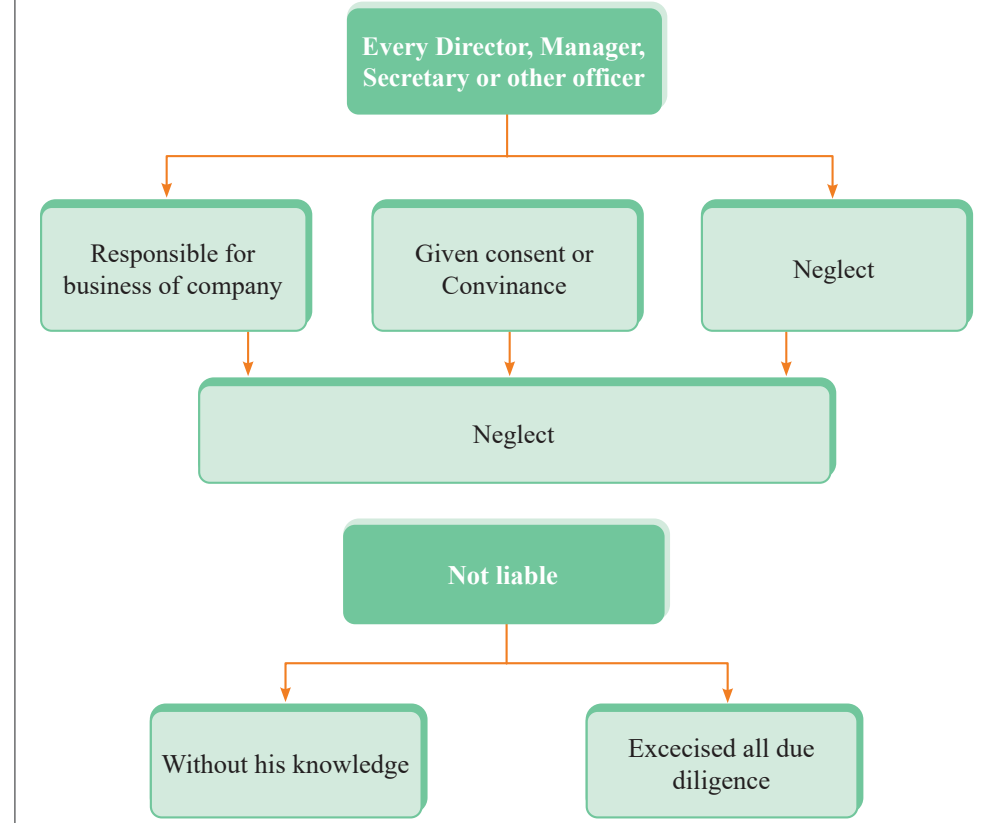 Every Director, Manager,
Secretary or other officer
Responsible for
business of company
Given consent or
Convinance
Neglect
Neglect
Not liable
Without his knowledge
Excecised all due
diligence